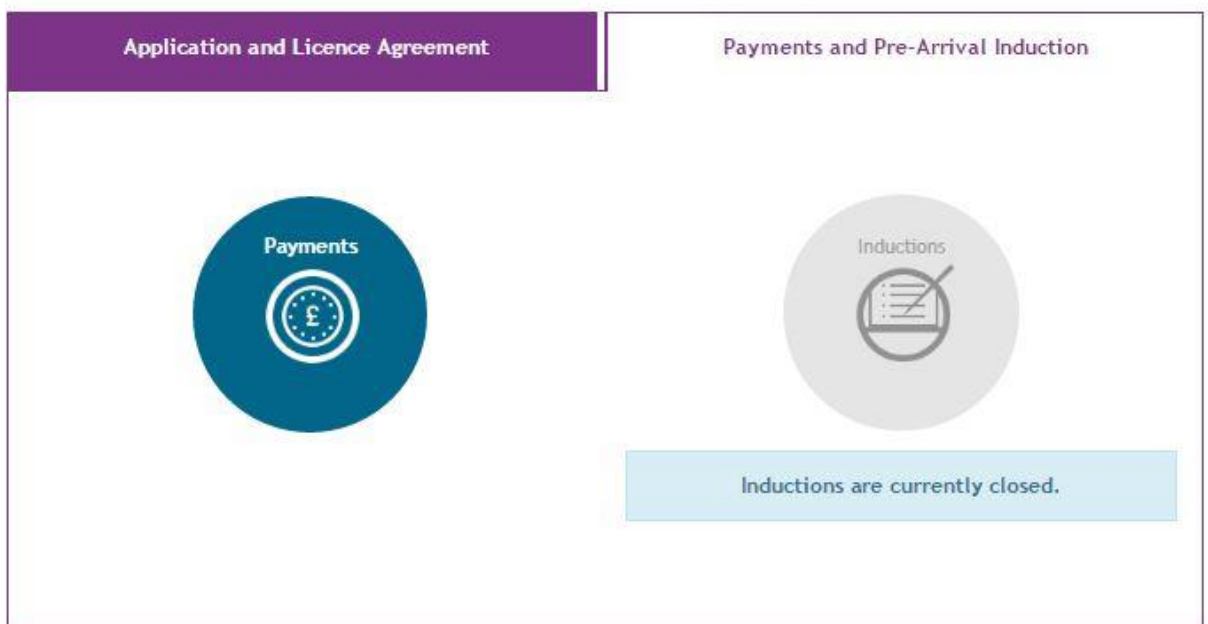 Application and Licence Agreement
Payments and Pre-Arrival Induction
Payments
£
Inductions
Inductions are currently closed.